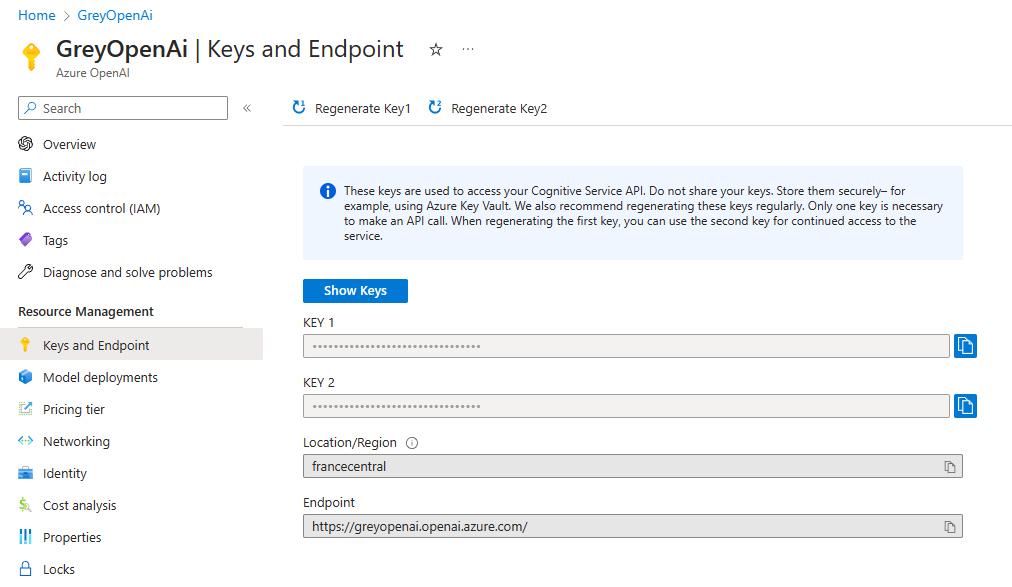 Home > GreyOpenAi
GreyOpenAi | Keys and Endpoint
Azure OpenAI
Search
Overview
Activity log
Access control (IAM)
Tags
Diagnose and solve problems
Resource Management
Keys and Endpoint
Model deployments
Pricing tier
Networking
Identity
Cost analysis
Properties
Locks
Regenerate Key1
Regenerate Key2
These keys are used to access your Cognitive Service API. Do not share your keys. Store them securely– for
example, using Azure Key Vault. We also recommend regenerating these keys regularly. Only one key is necessary
to make an API call. When regenerating the first key, you can use the second key for continued access to the
service.
Show Keys
KEY 1
••••••••••••••••••••••••••••••••
KEY 2
••••••••••••••••••••••••••••••••
Location/Region
francecentral
Endpoint
https://greyopenai.openai.azure.com/